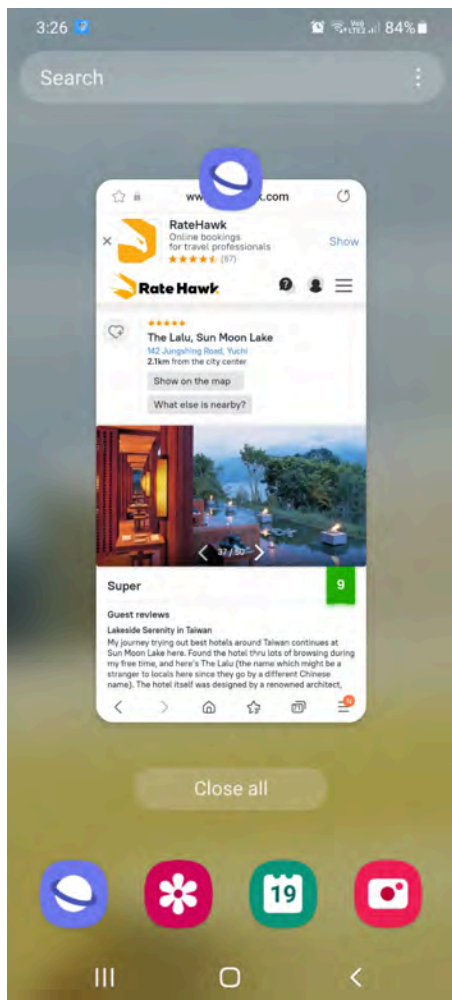 3:26
84%
Search
www
k.com
RateHawk
Online bookings
for travel professionals
(87)
Show
Rate Hawk
The Lalu, Sun Moon Lake
142 Jungshing Road, Yuchi
2.1km from the city center
Show on the map
What else is nearby?
37 / 50
Super
9
Guest reviews
Lakeside Serenity in Taiwan
My journey trying out best hotels around Taiwan continues at
Sun Moon Lake here. Found the hotel thru lots of browsing during
my free time, and here's The Lalu (the name which might be a
stranger to locals here since they go by a different Chinese
name). The hotel itself was designed by a renowned architect,
Close all
19